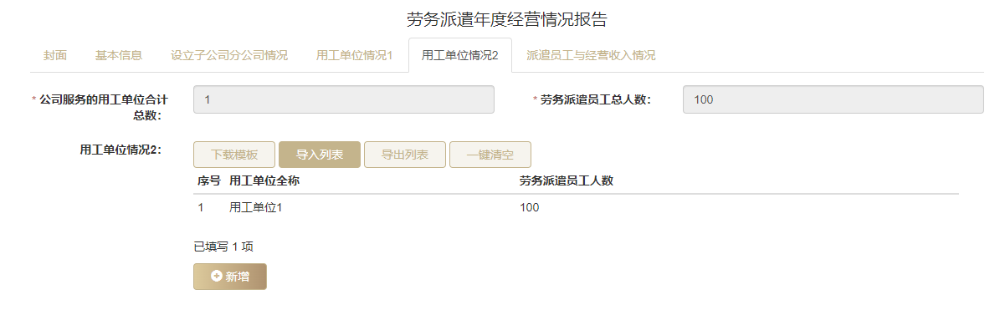 劳务派遣年度经营情况报告
封面 基本信息 设立子公司分公司情况 用工单位情况1 用工单位情况2 派遣员工与经营收入情况
* 公司服务的用工单位合计总数： 1 * 劳务派遣员工总人数： 100
用工单位情况2： 下载模板 导入列表 导出列表 一键清空
序号 用工单位全称 劳务派遣员工人数
1 用工单位1 100
已填写 1 项
新增